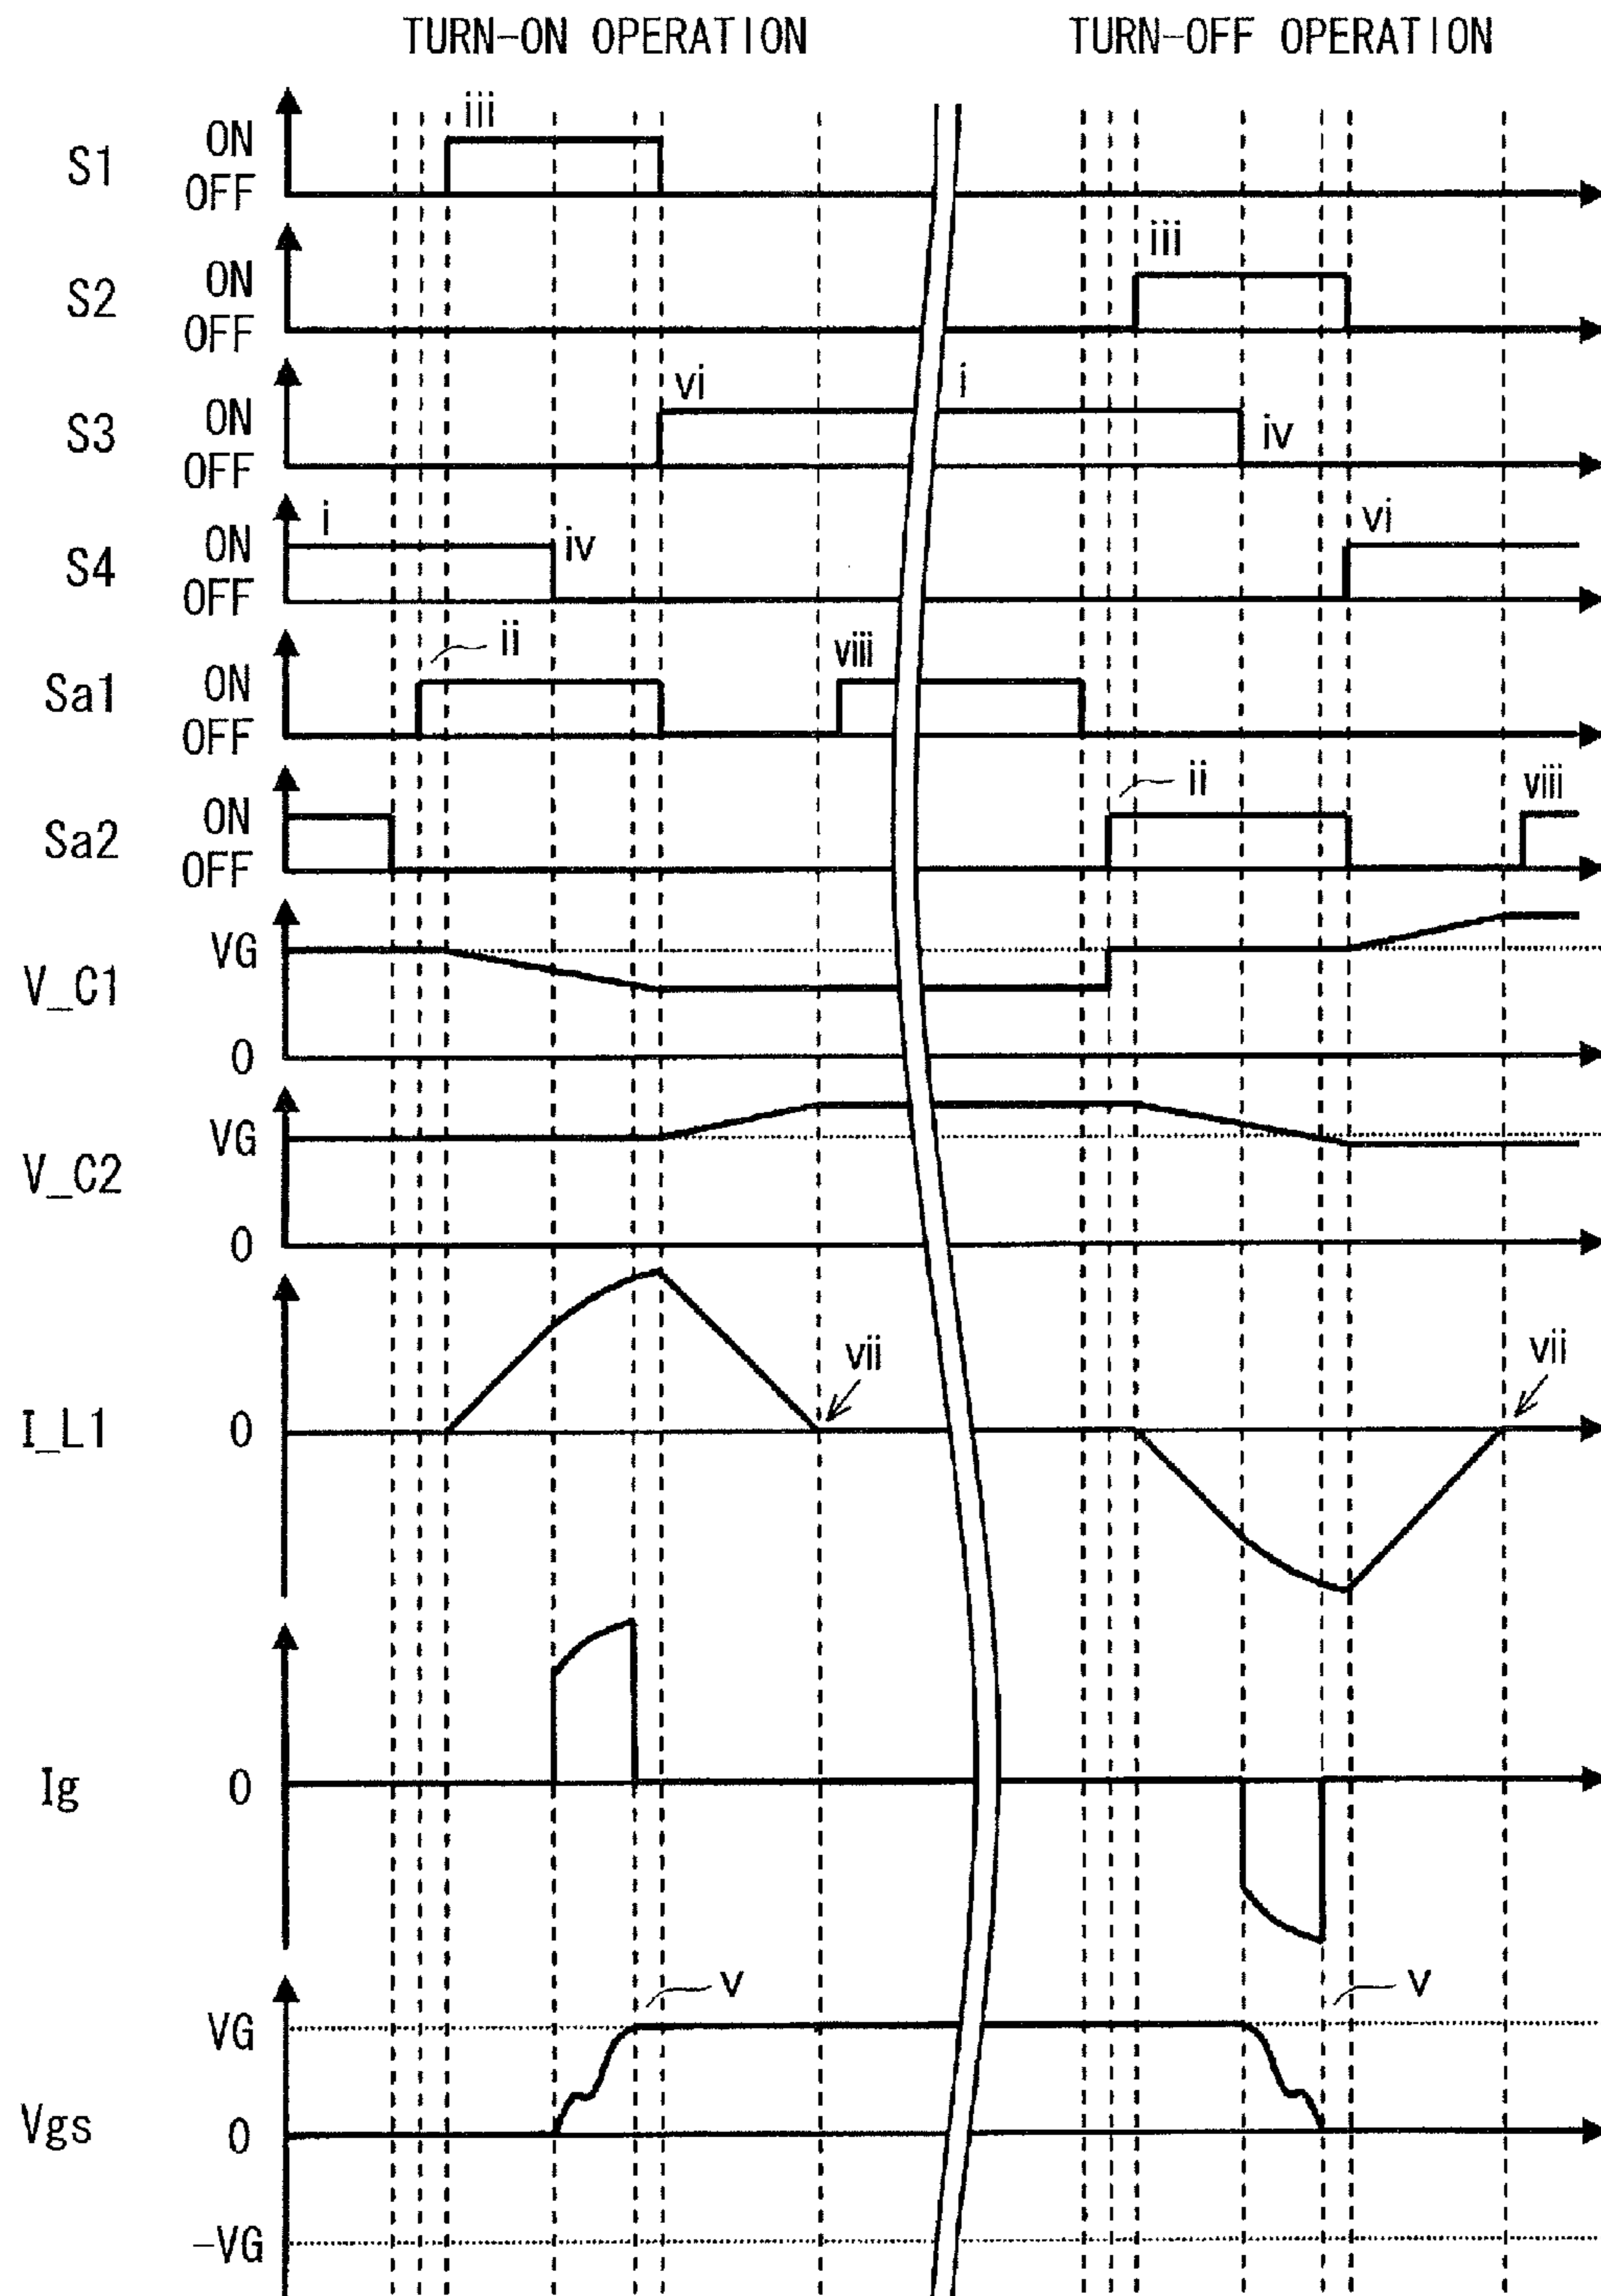 TURN-ON OPERATION TURN-OFF OPERATION
iii
S1 ON
OFF
iii
S2 ON
OFF
vi i
S3 ON iv
OFF
i vi
S4 ON iv
OFF
ii viii
Sa1 ON
OFF
ii viii
Sa2 ON
OFF
VG
V_C1
0
VG
V_C2
0
vii vii
I_L1 0
Ig 0
v v
VG
Vgs 0
-VG